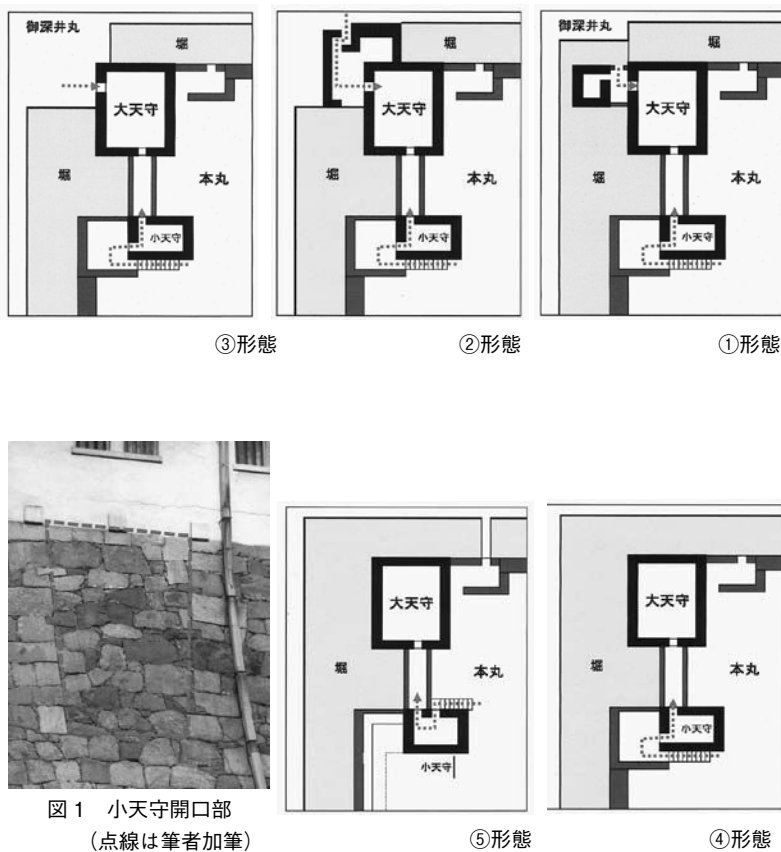 御深井丸
堀
大天守
堀
本丸
小天守
③形態
堀
大天守
堀
本丸
小天守
②形態
御深井丸
堀
大天守
堀
本丸
小天守
①形態
図1 小天守開口部
(点線は筆者加筆)
大天守
堀
本丸
小天守
⑤形態
大天守
堀
本丸
小天守
④形態